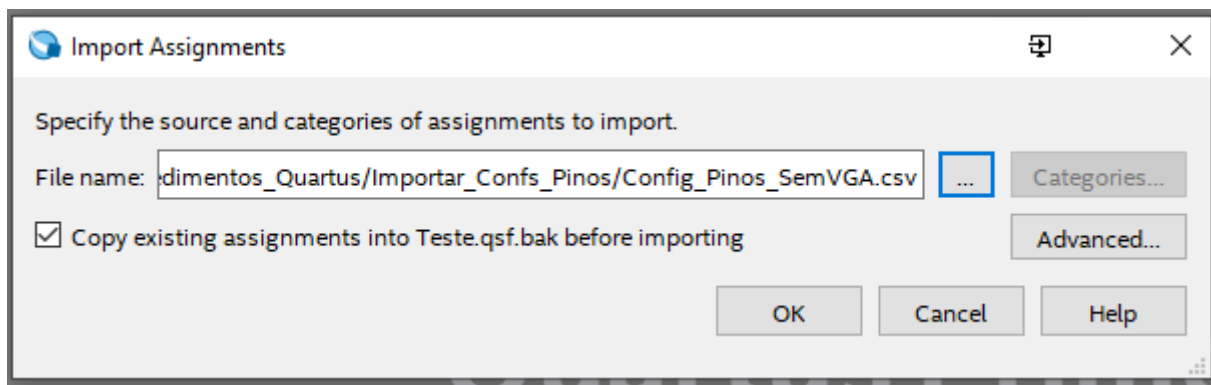 Import Assignments
Specify the source and categories of assignments to import.
File name: dimentos_Quartus/Importar_Confs_Pinos/Config_Pinos_SemVGA.csv ... Categories...
Copy existing assignments into Teste.qsf.bak before importing Advanced...
OK Cancel Help